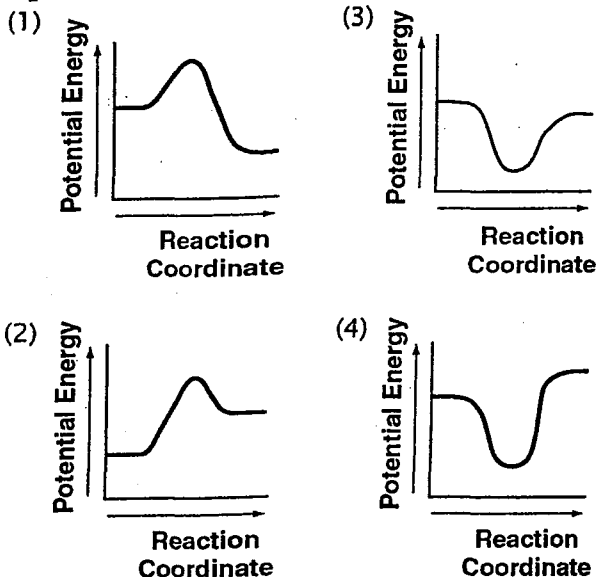 (1)
Potential Energy
Reaction
Coordinate
(3)
Potential Energy
Reaction
Coordinate
(2)
Potential Energy
Reaction
Coordinate
(4)
Potential Energy
Reaction
Coordinate